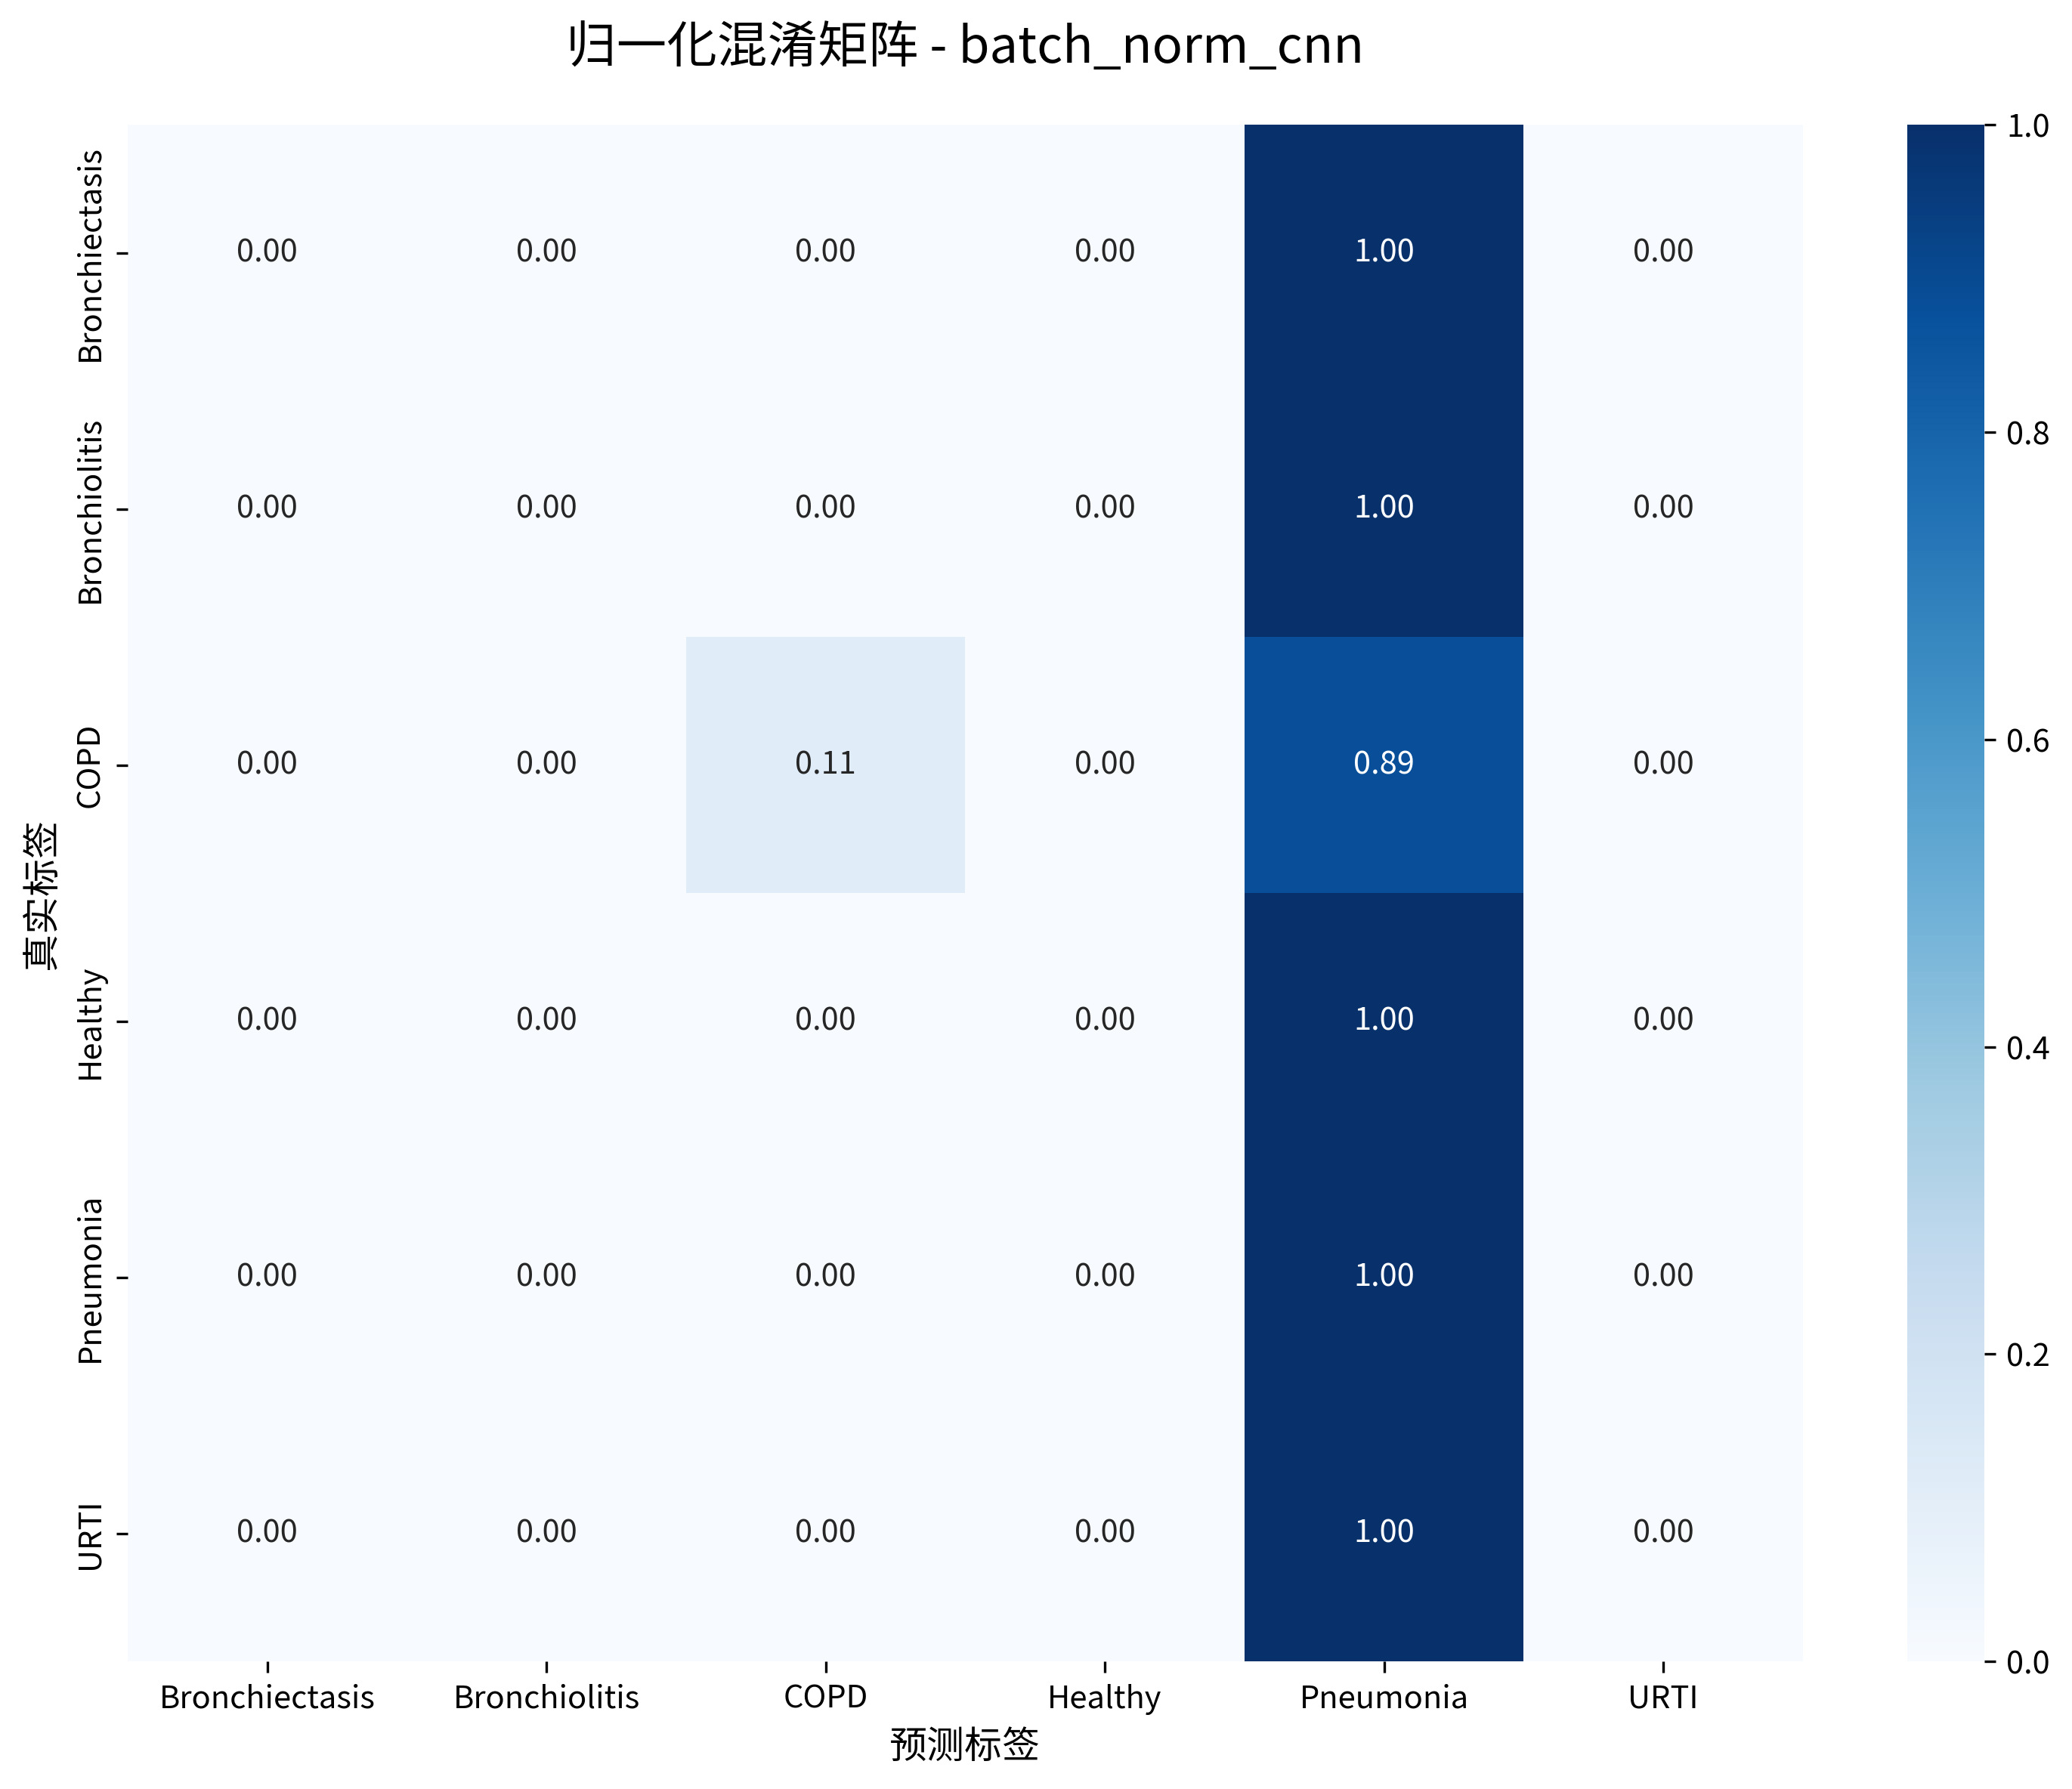 归一化混淆矩阵 - batch_norm_cnn
真实标签
Bronchiectasis 0.00 0.00 0.00 0.00 1.00 0.00
Bronchiolitis 0.00 0.00 0.00 0.00 1.00 0.00
COPD 0.00 0.00 0.11 0.00 0.89 0.00
Healthy 0.00 0.00 0.00 0.00 1.00 0.00
Pneumonia 0.00 0.00 0.00 0.00 1.00 0.00
URTI 0.00 0.00 0.00 0.00 1.00 0.00
Bronchiectasis Bronchiolitis COPD Healthy Pneumonia URTI
预测标签
1.0
0.8
0.6
0.4
0.2
0.0